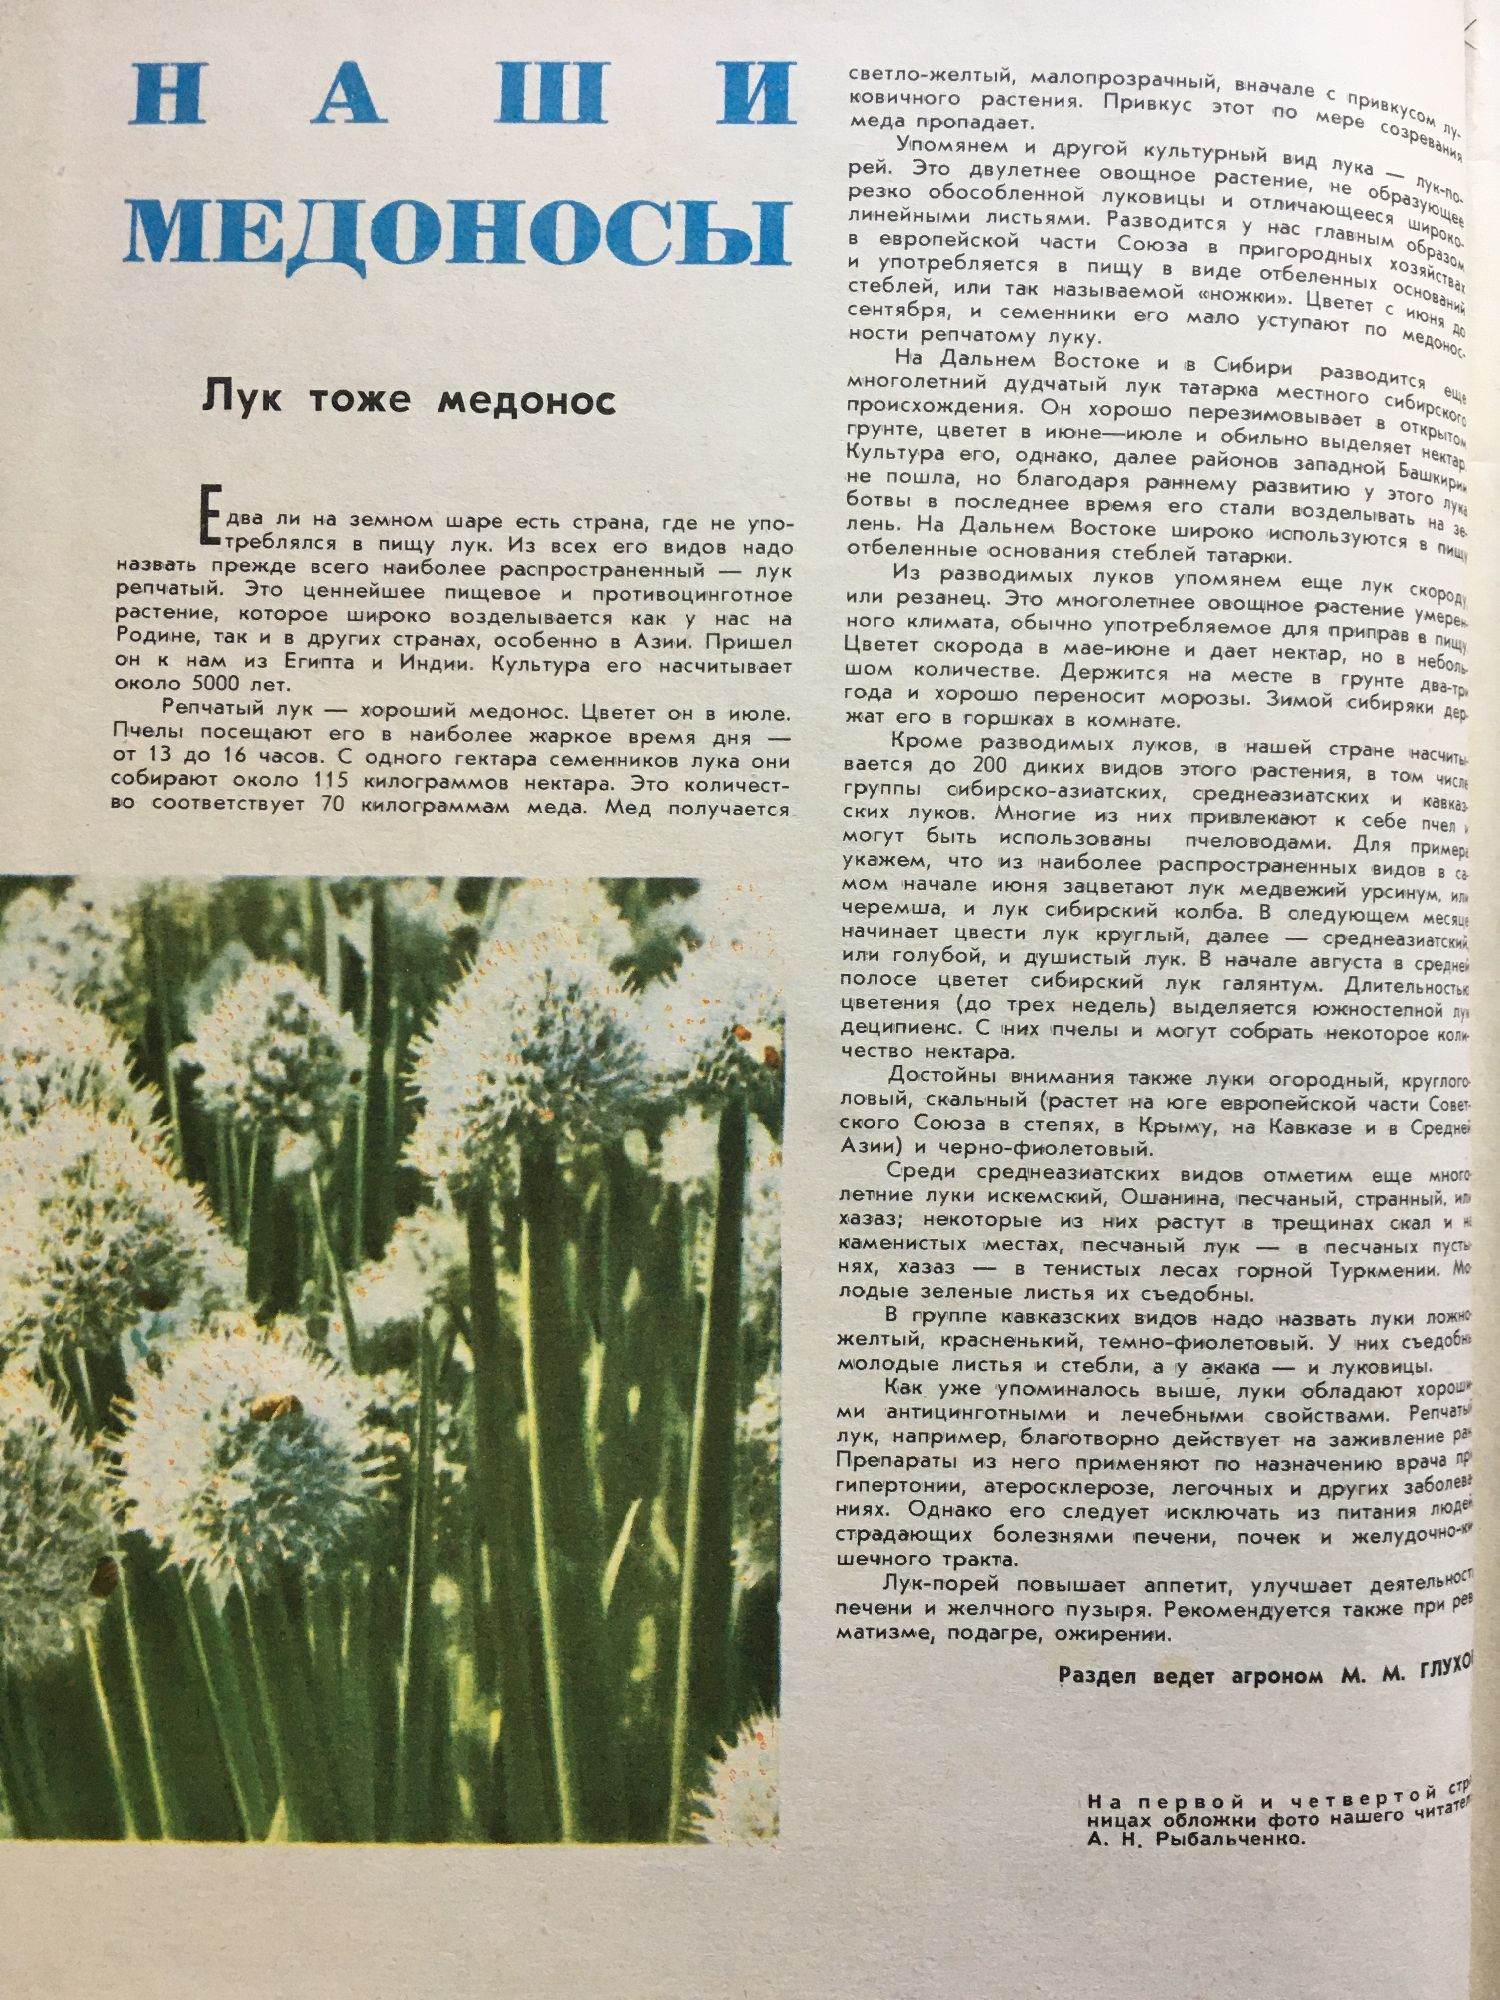 НАШИ
МЕДОНОСЫ
Лук тоже медонос
Едва ли на земном шаре есть страна, где не упо-
треблялся в пищу лук. Из всех его видов надо
назвать прежде всего наиболее распространенный — лук
репчатый. Это ценнейшее пищевое и противоцинготное
растение, которое широко возделывается как у нас на
Родине, так и в других странах, особенно в Азии. Пришел
он к нам из Египта и Индии. Культура его насчитывает
около 5000 лет.
Репчатый лук — хороший медонос. Цветет он в июле.
Пчелы посещают его в наиболее жаркое время дня —
от 13 до 16 часов. С одного гектара семенников лука они
собирают около 115 килограммов нектара. Это количест-
во соответствует 70 килограммам меда. Мед получается
светло-желтый, малопрозрачный, вначале с привкусом лу-
ковичного растения. Привкус этот по мере созревания
меда пропадает.
Упомянем и другой культурный вид лука — лук-по-
рей. Это двулетнее овощное растение, не образующее
резко обособленной луковицы и отличающееся широко-
линейными листьями. Разводится у нас главным образом
в европейской части Союза в пригородных хозяйствах
и употребляется в пищу в виде отбеленных оснований
стеблей, или так называемой «ножки». Цветет с июня до
сентября, и семенники его мало уступают по медонос-
ности репчатому луку.
На Дальнем Востоке и в Сибири разводится еще
многолетний дудчатый лук татарка местного сибирского
происхождения. Он хорошо перезимовывает в открытом
грунте, цветет в июне—июле и обильно выделяет нектар.
Культура его, однако, далее районов западной Башкирии
не пошла, но благодаря раннему развитию у этого лука
ботвы в последнее время его стали возделывать на зе-
лень. На Дальнем Востоке широко используются в пищу
отбеленные основания стеблей татарки.
Из разводимых луков упомянем еще лук скороду,
или резанец. Это многолетнее овощное растение умерен-
ного климата, обычно употребляемое для приправ в пищу.
Цветет скорода в мае-июне и дает нектар, но в неболь-
шом количестве. Держится на месте в грунте два-три
года и хорошо переносит морозы. Зимой сибиряки дер-
жат его в горшках в комнате.
Кроме разводимых луков, в нашей стране насчиты-
вается до 200 диких видов этого растения, в том числе
группы сибирско-азиатских, среднеазиатских и кавказ-
ских луков. Многие из них привлекают к себе пчел и
могут быть использованы пчеловодами. Для примера
укажем, что из наиболее распространенных видов в са-
мом начале июня зацветают лук медвежий урсинум, или
черемша, и лук сибирский колба. В следующем месяце
начинает цвести лук круглый, далее — среднеазиатский,
или голубой, и душистый лук. В начале августа в средней
полосе цветет сибирский лук галянтум. Длительностью
цветения (до трех недель) выделяется южностепной лук
деципиенс. С них пчелы и могут собрать некоторое коли-
чество нектара.
Достойны внимания также луки огородный, круглого-
ловый, скальный (растет на юге европейской части Совет-
ского Союза в степях, в Крыму, на Кавказе и в Средней
Азии) и черно-фиолетовый.
Среди среднеазиатских видов отметим еще много-
летние луки искемский, Ошанина, песчаный, странный, или
хазаз; некоторые из них растут в трещинах скал и на
каменистых местах, песчаный лук — в песчаных пусты-
нях, хазаз — в тенистых лесах горной Туркмении. Мо-
лодые зеленые листья их съедобны.
В группе кавказских видов надо назвать луки ложно-
желтый, красненький, темно-фиолетовый. У них съедобны
молодые листья и стебли, а у акака — и луковицы.
Как уже упоминалось выше, луки обладают хороши-
ми антицинготными и лечебными свойствами. Репчатый
лук, например, благотворно действует на заживление ран.
Препараты из него применяют по назначению врача при
гипертонии, атеросклерозе, легочных и других заболева-
ниях. Однако его следует исключать из питания людей,
страдающих болезнями печени, почек и желудочно-ки-
шечного тракта.
Лук-порей повышает аппетит, улучшает деятельность
печени и желчного пузыря. Рекомендуется также при рев-
матизме, подагре, ожирении.
Раздел ведет агроном М. М. ГЛУХОВ
На первой и четвертой стра-
ницах обложки фото нашего читателя
А. Н. Рыбальченко.